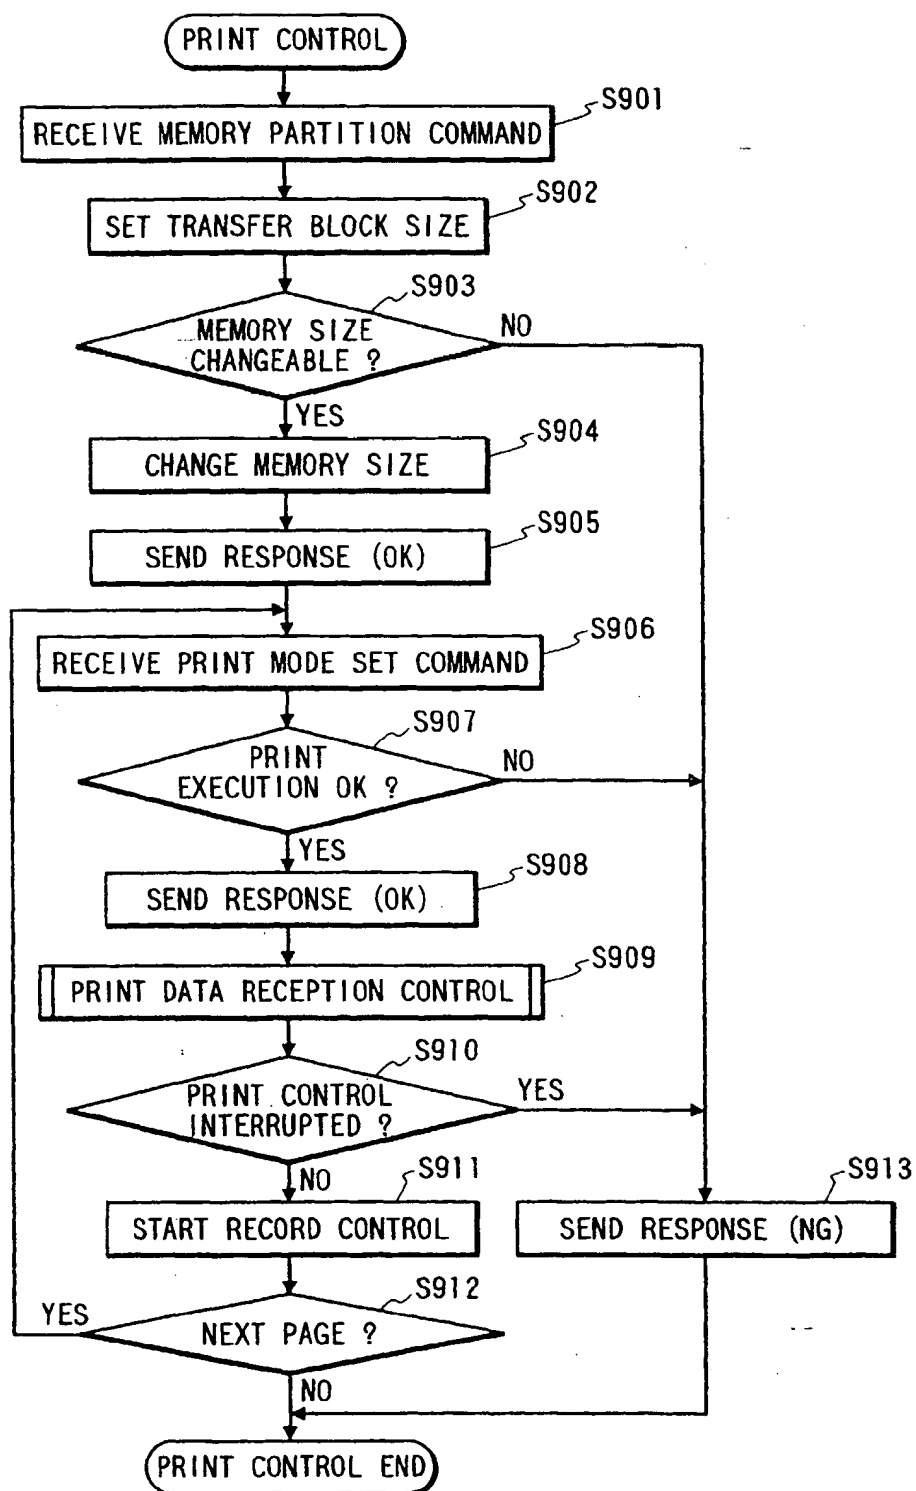 PRINT CONTROL
S901
RECEIVE MEMORY PARTITION COMMAND
S902
SET TRANSFER BLOCK SIZE
S903
MEMORY SIZE
CHANGEABLE ?
NO
YES
S904
CHANGE MEMORY SIZE
S905
SEND RESPONSE (OK)
S906
RECEIVE PRINT MODE SET COMMAND
S907
PRINT
EXECUTION OK ?
NO
YES
S908
SEND RESPONSE (OK)
S909
PRINT DATA RECEPTION CONTROL
S910
PRINT CONTROL
INTERRUPTED ?
YES
NO
S911
START RECORD CONTROL
S913
SEND RESPONSE (NG)
S912
YES
NEXT PAGE ?
NO
PRINT CONTROL END